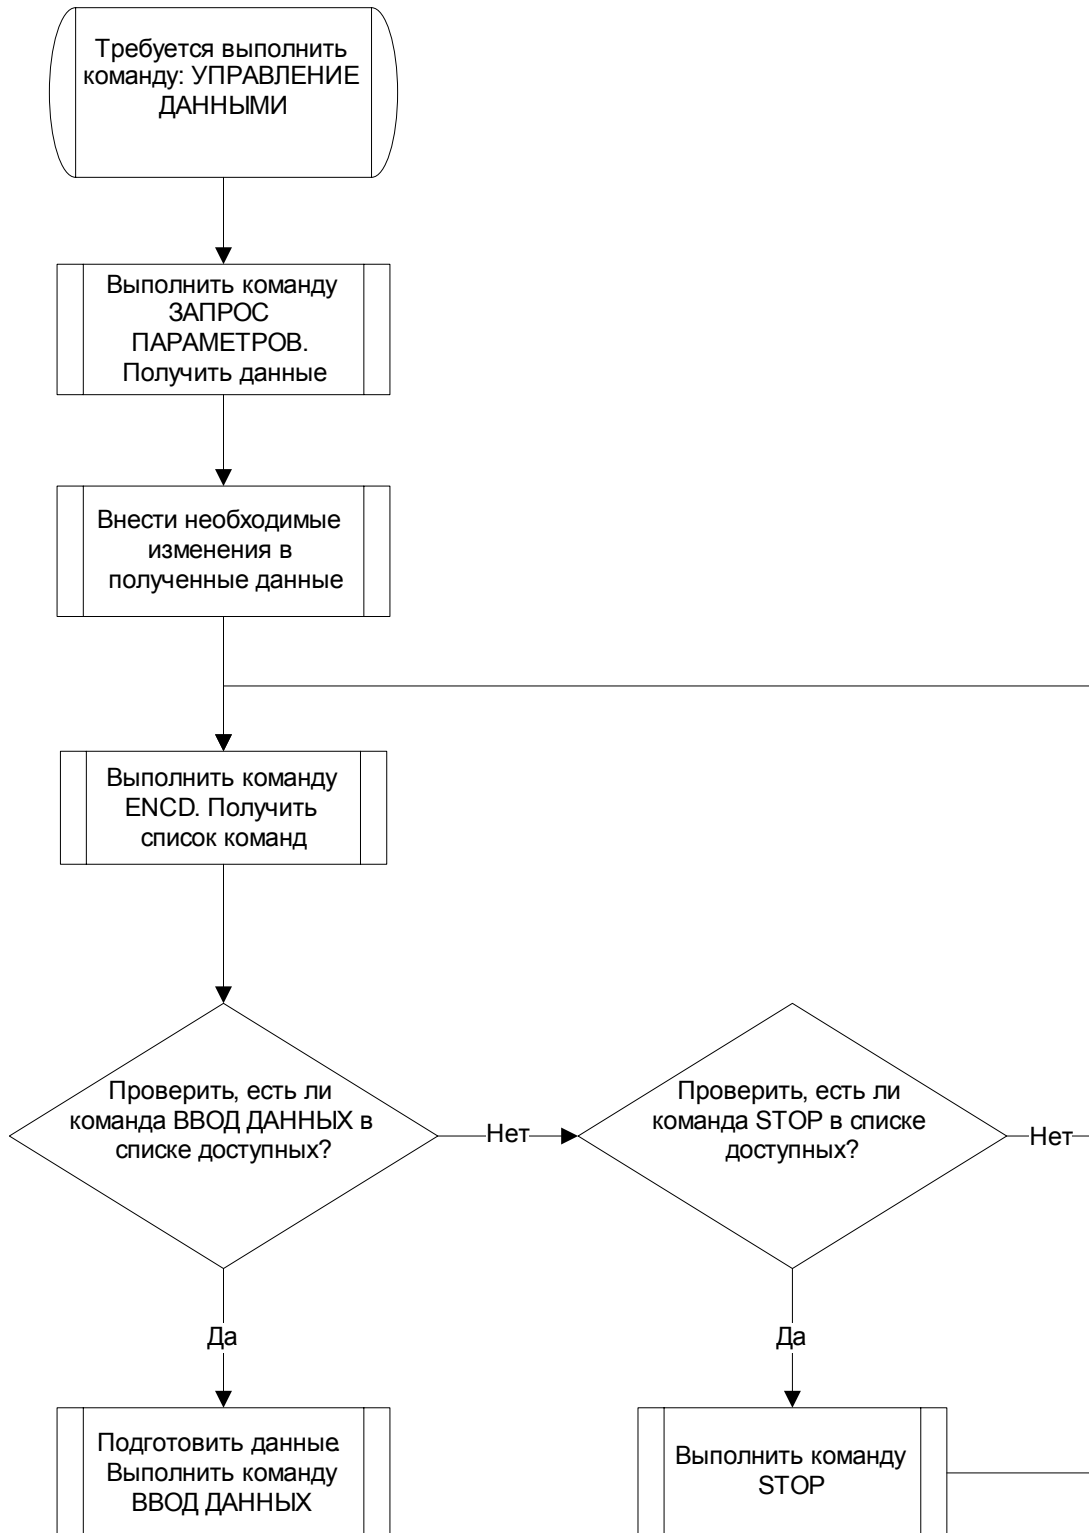 Требуется выполнить
команду: УПРАВЛЕНИЕ
ДАННЫМИ
Выполнить команду
ЗАПРОС
ПАРАМЕТРОВ.
Получить данные
Внести необходимые
изменения в
полученные данные
Выполнить команду
ENCD. Получить
список команд
Проверить, есть ли
команда ВВОД ДАННЫХ в
списке доступных?
Нет
Проверить, есть ли
команда STOP в списке
доступных?
Нет
Да
Да
Подготовить данные.
Выполнить команду
ВВОД ДАННЫХ
Выполнить команду
STOP